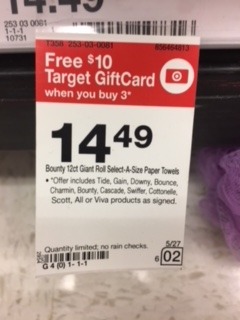 14.49
253 03 0081
1-1-1
10731
T358 253-03-0081 656464813
Free $10
Target GiftCard
when you buy 3*
14 49
Bounty 12ct Giant Roll Select-A-Size Paper Towels
*Offer includes Tide, Gain, Downy, Bounce,
Charmin, Bounty, Cascade, Swiffer, Cottonelle,
Scott, All or Viva products as signed.
Quantity limited; no rain checks.
5/27
G 4 (0) 1- 1-1
6 02